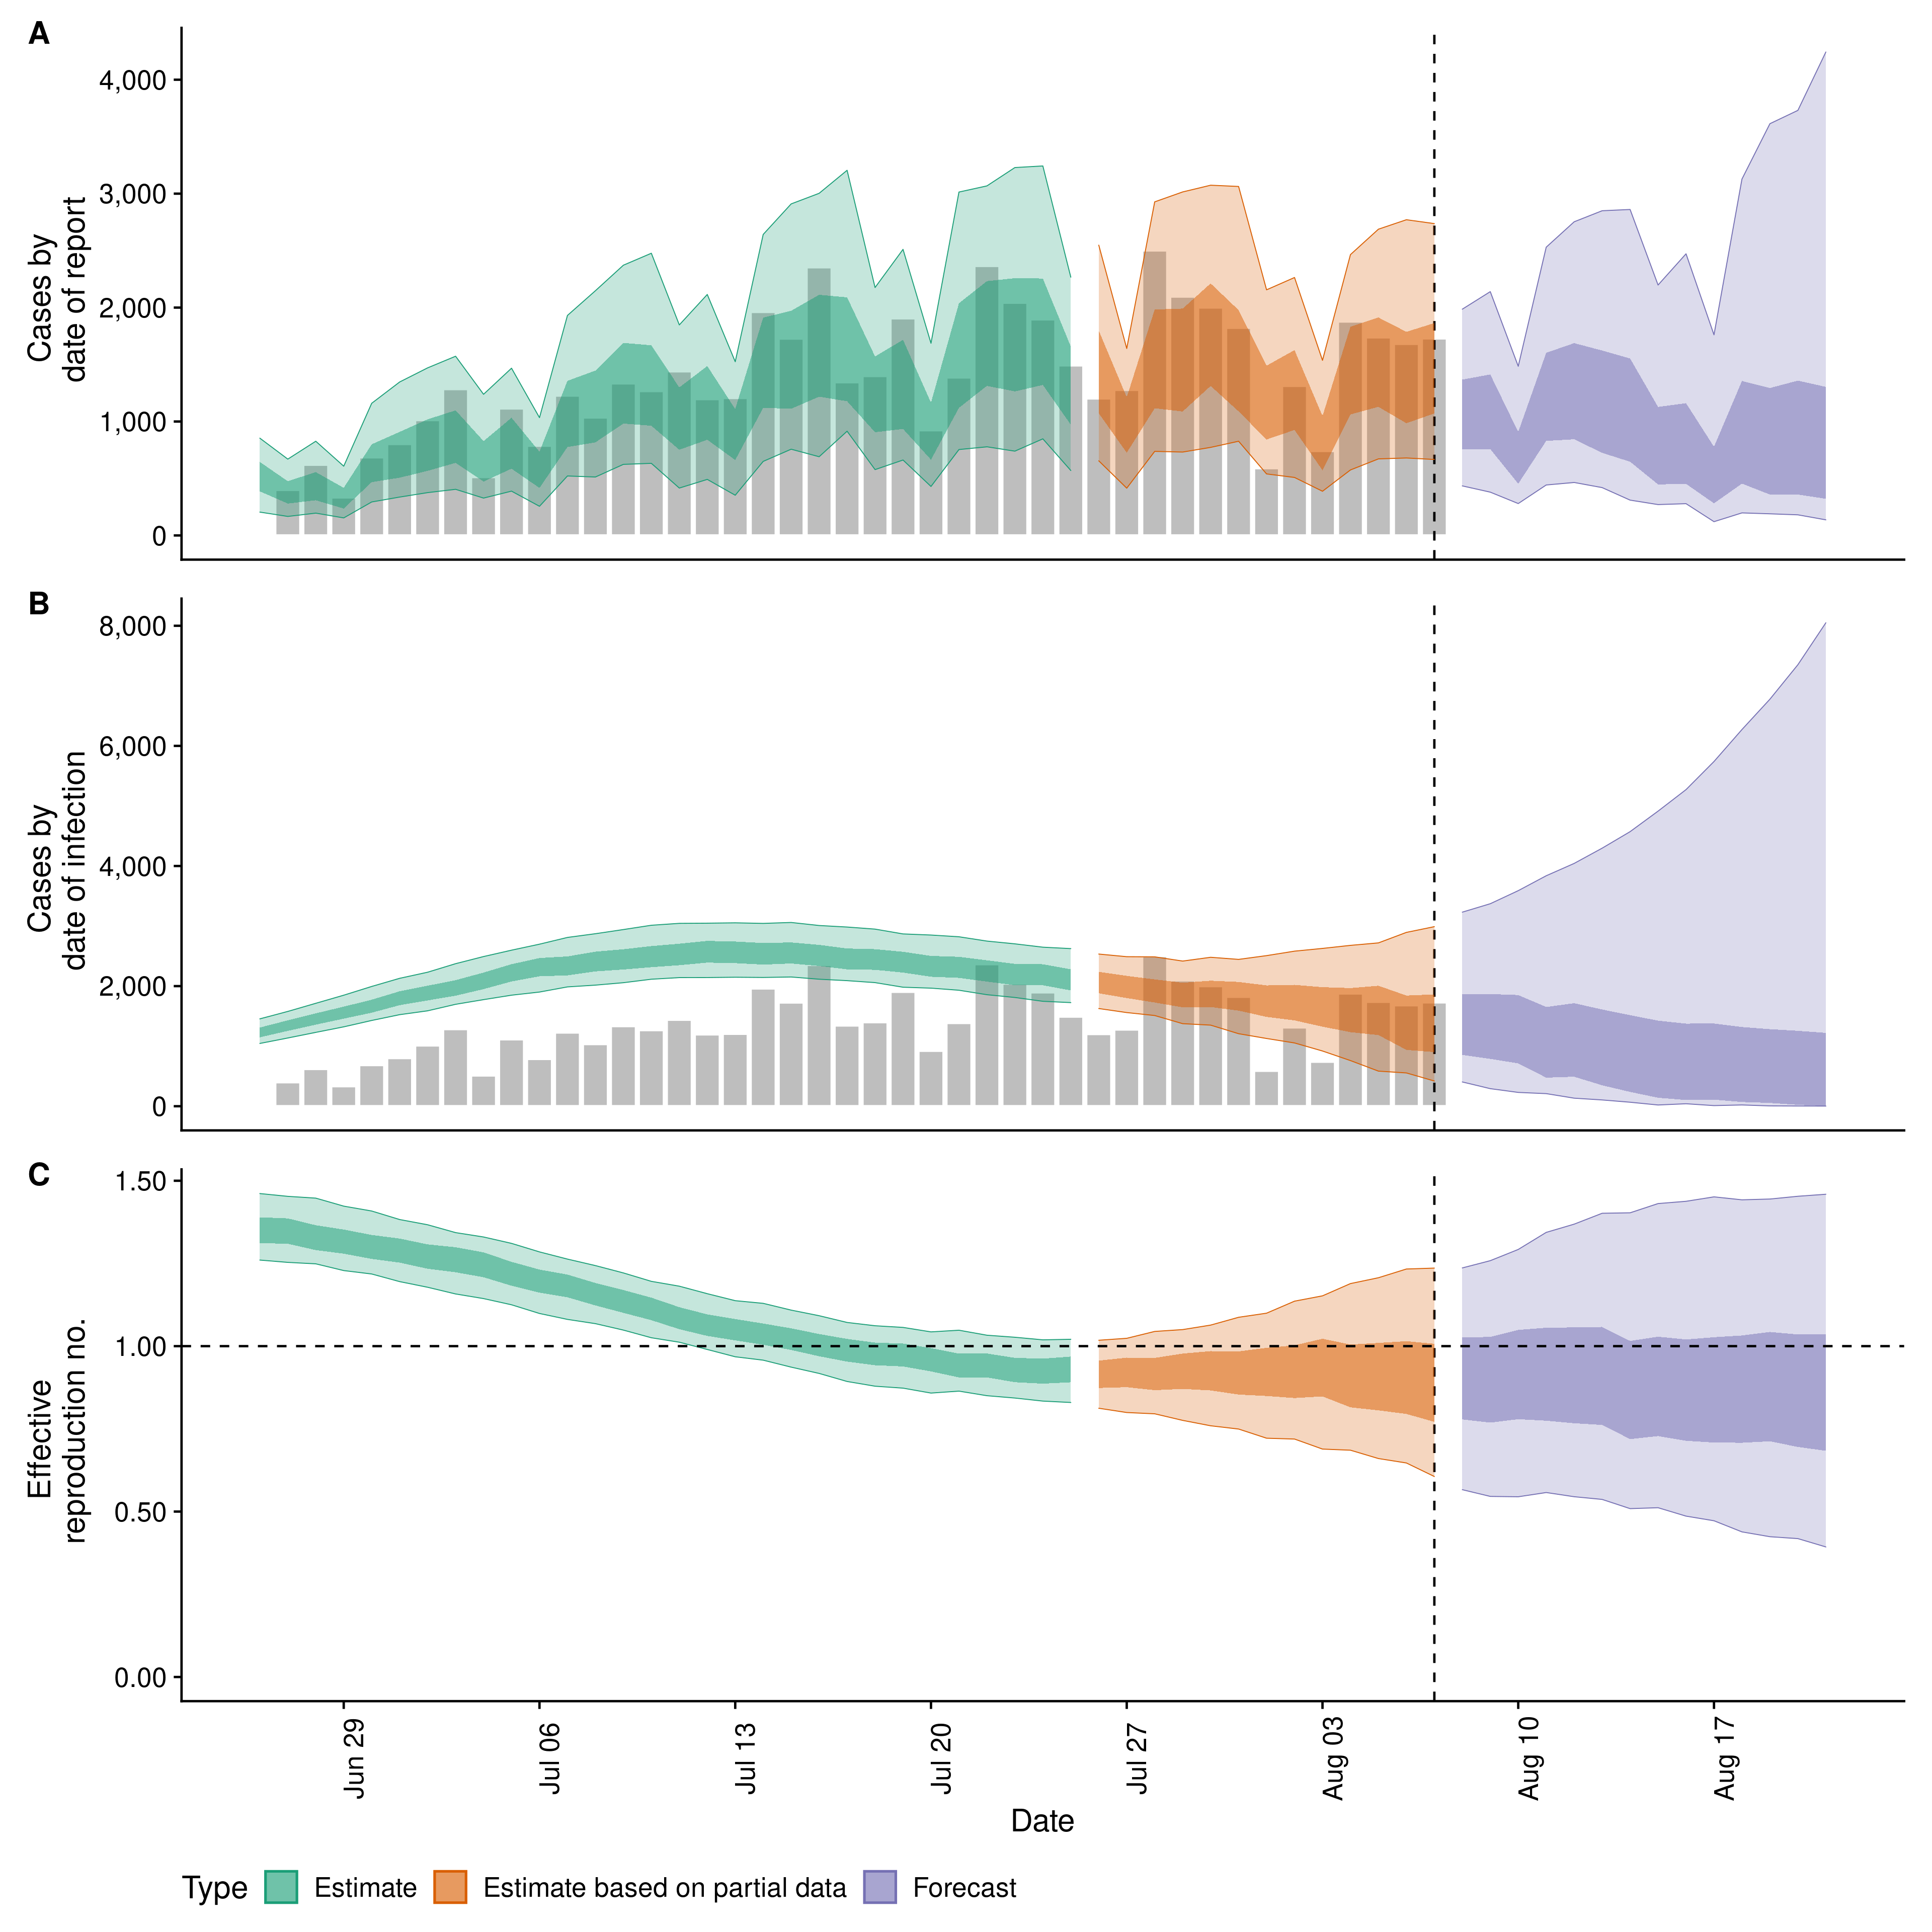 A
4,000
3,000
2,000
1,000
0
Cases by
date of report
B
8,000
6,000
4,000
2,000
0
Cases by
date of infection
C
1.50
1.00
0.50
0.00
Effective
reproduction no.
Jun 29
Jul 06
Jul 13
Jul 20
Jul 27
Aug 03
Aug 10
Aug 17
Date
Type Estimate Estimate based on partial data Forecast